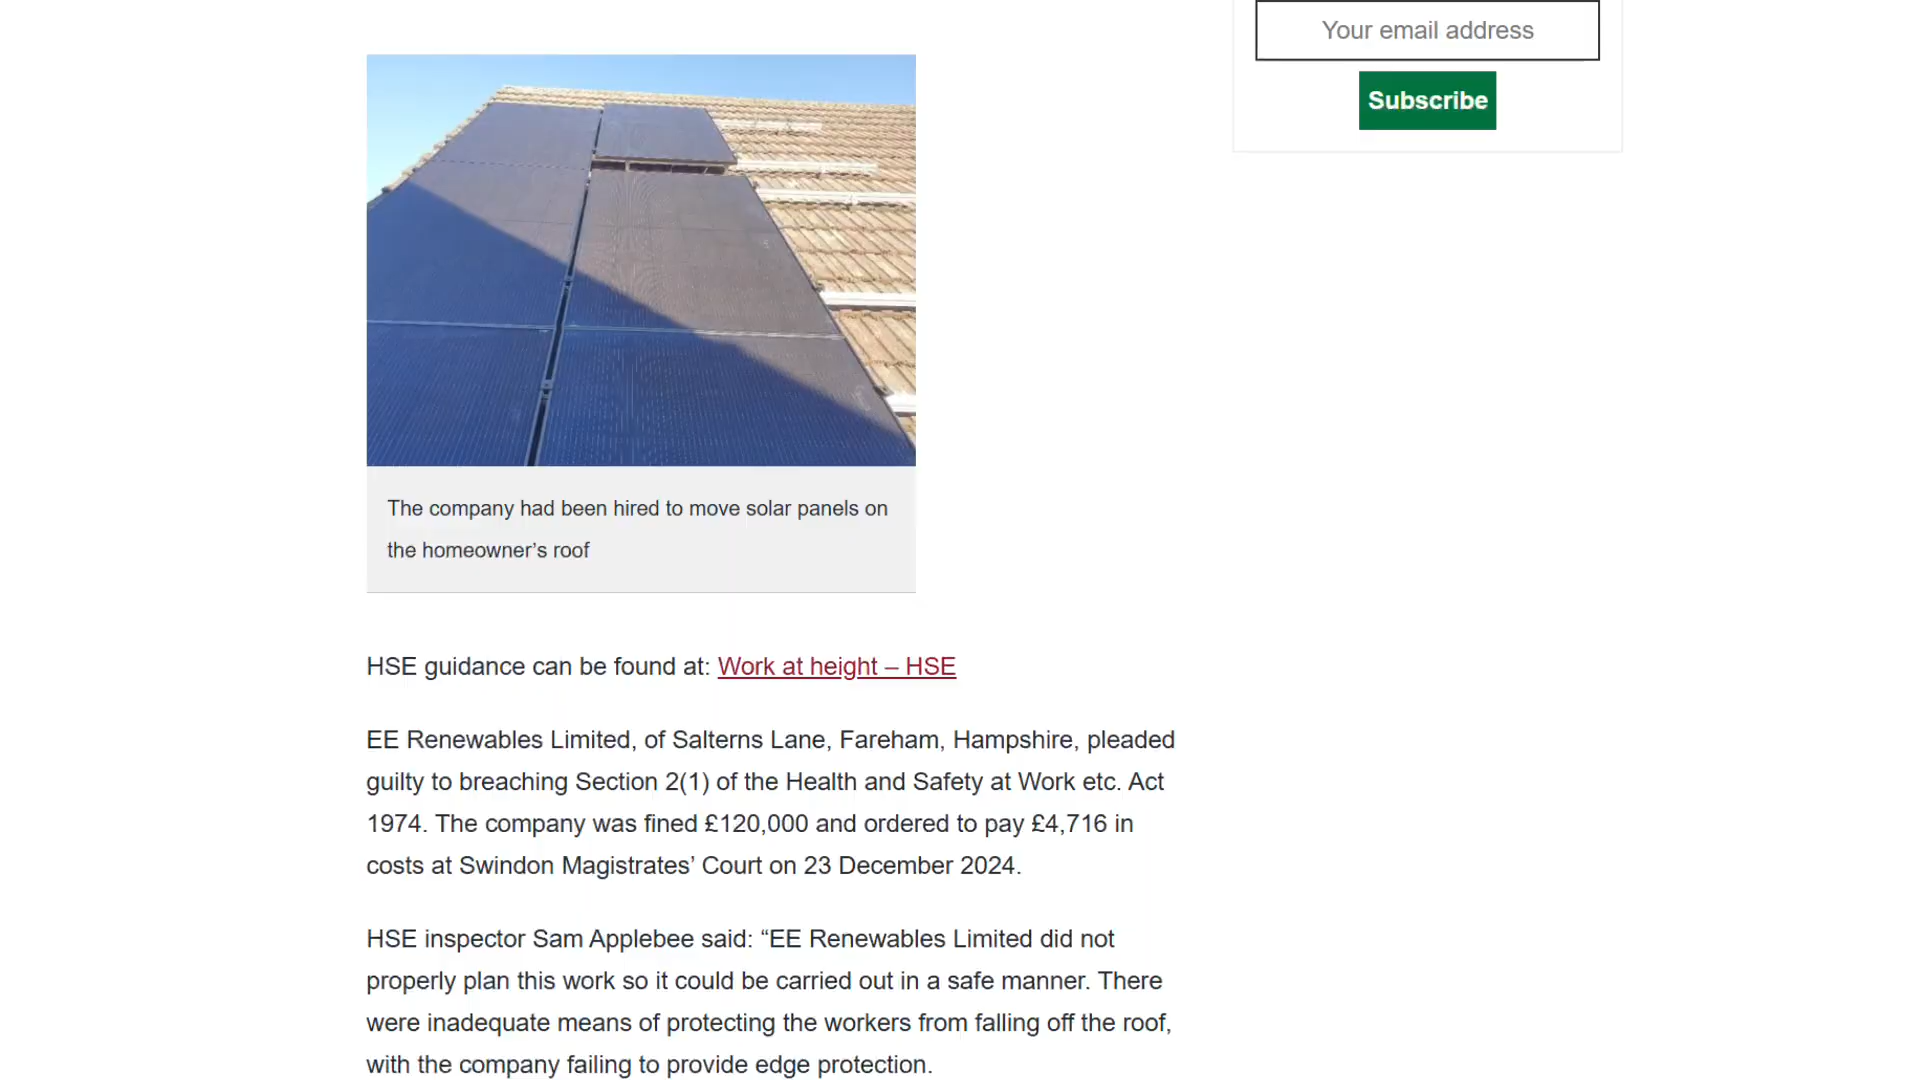 Your email address
Subscribe
The company had been hired to move solar panels on
the homeowner’s roof
HSE guidance can be found at: Work at height – HSE
EE Renewables Limited, of Salterns Lane, Fareham, Hampshire, pleaded
guilty to breaching Section 2(1) of the Health and Safety at Work etc. Act
1974. The company was fined £120,000 and ordered to pay £4,716 in
costs at Swindon Magistrates’ Court on 23 December 2024.
HSE inspector Sam Applebee said: “EE Renewables Limited did not
properly plan this work so it could be carried out in a safe manner. There
were inadequate means of protecting the workers from falling off the roof,
with the company failing to provide edge protection.